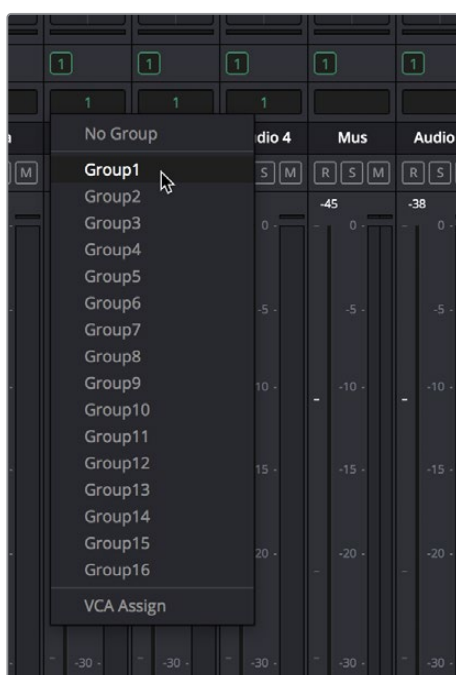 1 1 1 1 1
1 1 1
dio 4 Mus Audio
M S M R S M R S
No Group
Group1
Group2
Group3
Group4
Group5
Group6
Group7
Group8
Group9
Group10
Group11
Group12
Group13
Group14
Group15
Group16
VCA Assign
-45 -38
0 - - 0 - - 0 -
-5 - -5 - -5 -
10 - -10 - -10 -
15 - -15 - -15 -
20 - -20 - -20 -
-30 - -30 - -30 - -30 - -30 -